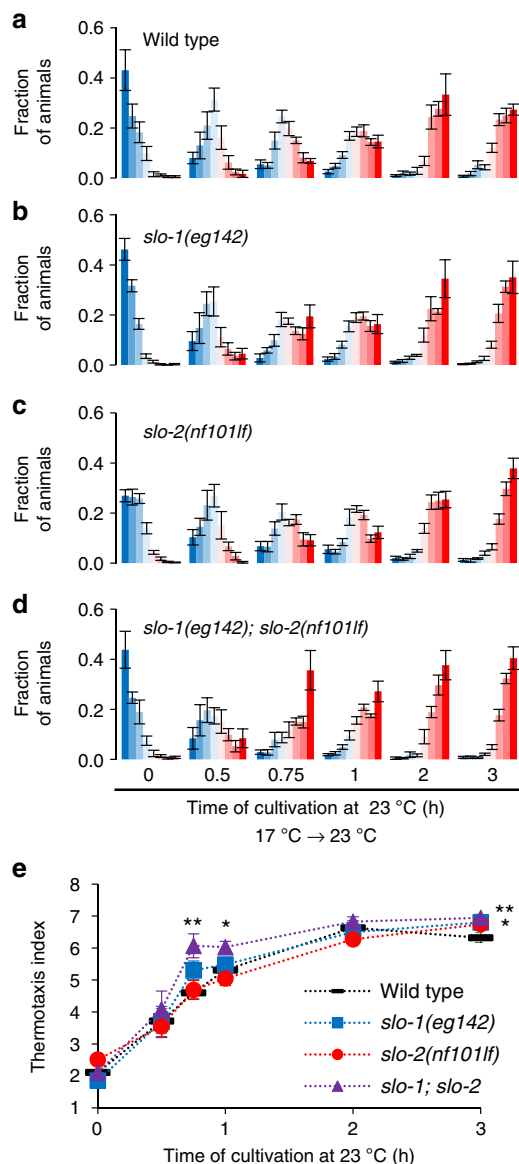 a
Wild type
Fraction
of animals
0.6
0.4
0.2
0.0
b
slo-1(eg142)
Fraction
of animals
0.6
0.4
0.2
0.0
c
slo-2(nf101lf)
Fraction
of animals
0.6
0.4
0.2
0.0
d
slo-1(eg142); slo-2(nf101lf)
Fraction
of animals
0.6
0.4
0.2
0.0
0 0.5 0.75 1 2 3
Time of cultivation at 23 °C (h)
17 °C → 23 °C
e
Thermotaxis index
8
7
6
5
4
3
2
1
** *
**
*
Wild type
slo-1(eg142)
slo-2(nf101lf)
slo-1; slo-2
0 1 2 3
Time of cultivation at 23 °C (h)